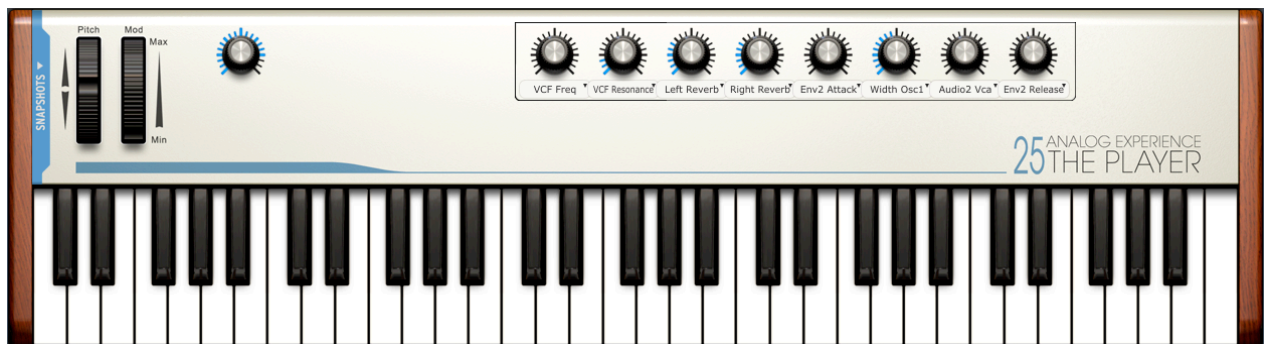 Pitch
Mod
Max
Min
SNAPSHOTS
VCF Freq
VCF Resonance
Left Reverb
Right Reverb
Env2 Attack
Width Osc1
Audio2 Vca
Env2 Release
25 ANALOG EXPERIENCE
THE PLAYER